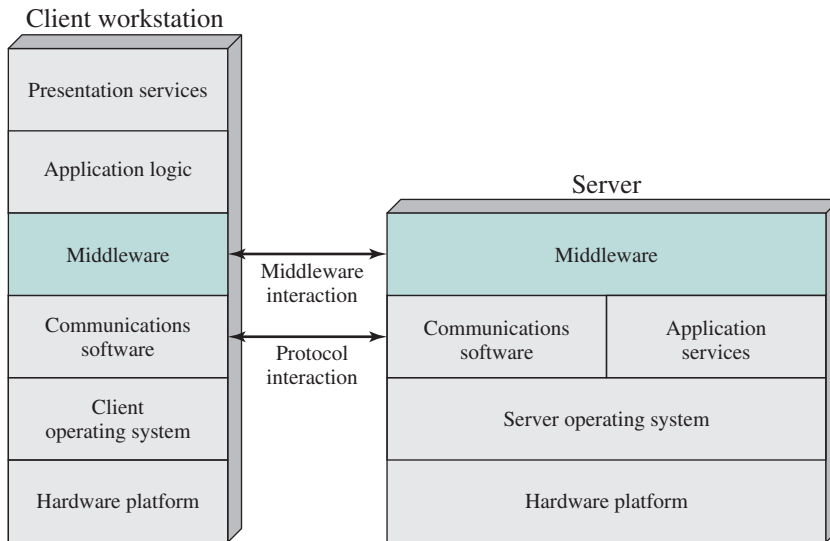 Client workstation
Presentation services
Application logic
Middleware
Communications
software
Client
operating system
Hardware platform
Middleware
interaction
Protocol
interaction
Server
Middleware
Communications
software
Application
services
Server operating system
Hardware platform